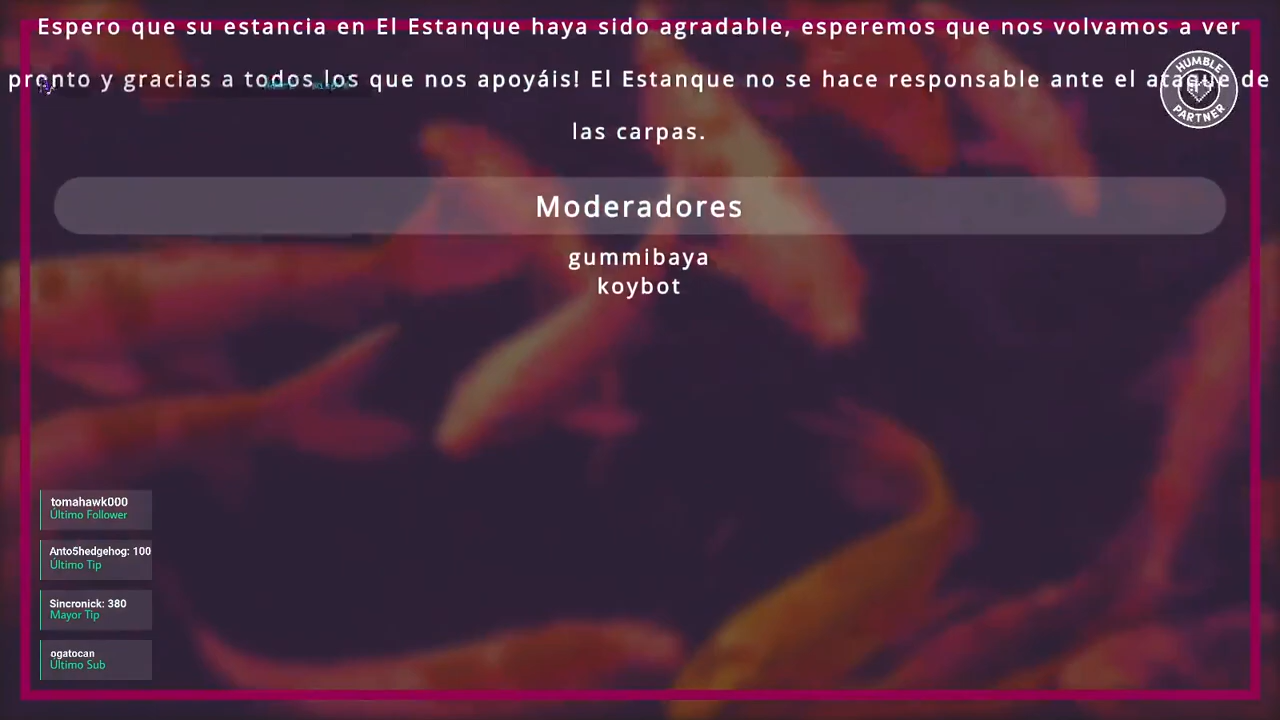 Espero que su estancia en El Estanque haya sido agradable, esperemos que nos volvamos a ver
pronto y gracias a todos los que nos apoyáis! El Estanque no se hace responsable ante el ataque de
las carpas.
HUMBLE
PARTNER
Moderadores
gummibaya
koybot
tomahawk000
Último Follower
Anto5hedgehog: 100
Último Tip
Sincronick: 380
Mayor Tip
ogatocan
Último Sub